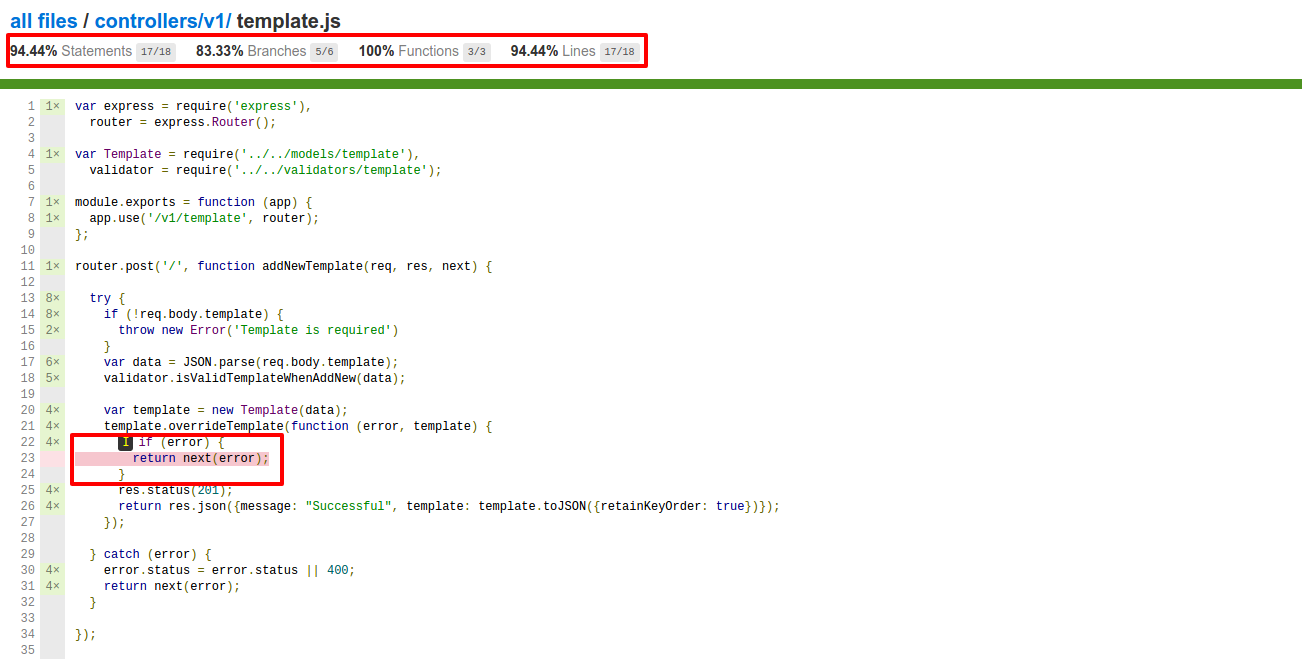 all files / controllers/v1/ template.js
94.44% Statements 17/18 83.33% Branches 5/6 100% Functions 3/3 94.44% Lines 17/18
1 1× var express = require('express'),
2 router = express.Router();
3
4 1× var Template = require('../../models/template'),
5 validator = require('../../validators/template');
6
7 1× module.exports = function (app) {
8 1× app.use('/v1/template', router);
9 };
10
11 1× router.post('/', function addNewTemplate(req, res, next) {
12
13 8× try {
14 8× if (!req.body.template) {
15 2× throw new Error('Template is required')
16 }
17 6× var data = JSON.parse(req.body.template);
18 5× validator.isValidTemplateWhenAddNew(data);
19
20 4× var template = new Template(data);
21 4× template.overrideTemplate(function (error, template) {
22 4× I if (error) {
23 return next(error);
24 }
25 4× res.status(201);
26 4× return res.json({message: "Successful", template: template.toJSON({retainKeyOrder: true})});
27 });
28
29 } catch (error) {
30 4× error.status = error.status || 400;
31 4× return next(error);
32 }
33
34 });
35